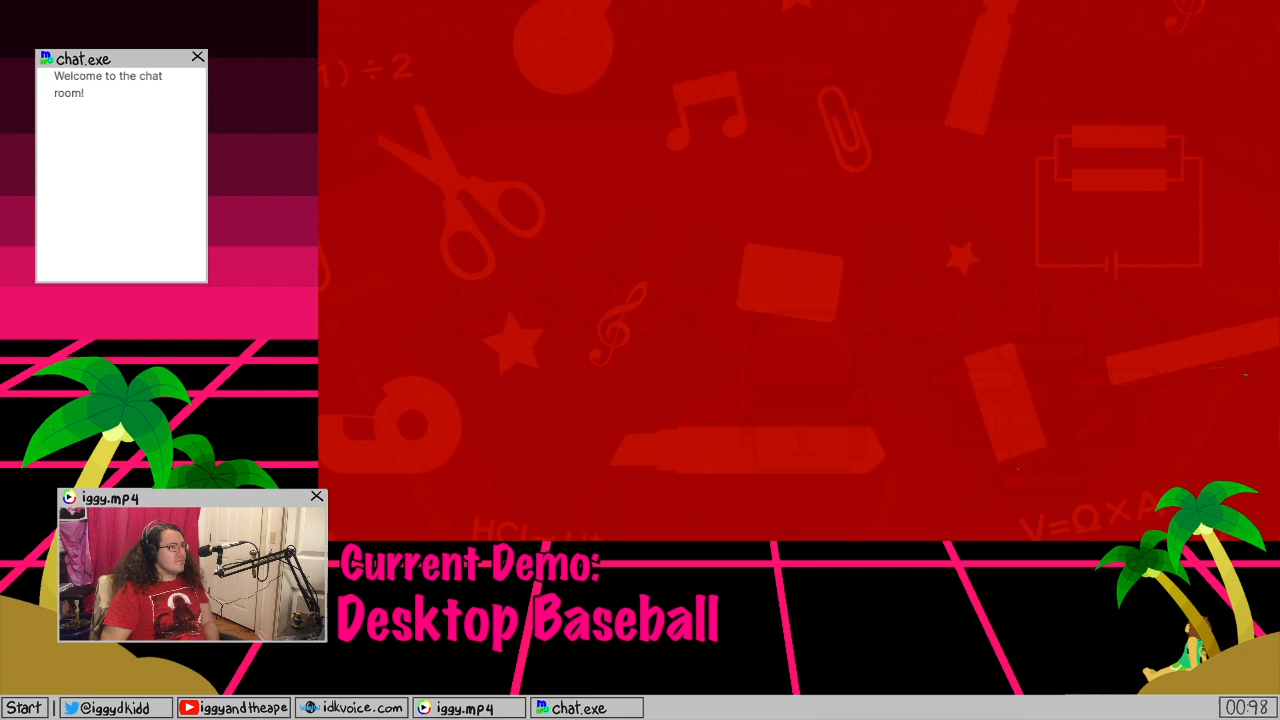 chat.exe
Welcome to the chat
room!
) ÷ 2
V=Ω×A
iggy.mp4
Current Demo:
Desktop Baseball
Start
@iggydkidd
iggyandtheape
idkvoice.com
iggy.mp4
chat.exe
00:98